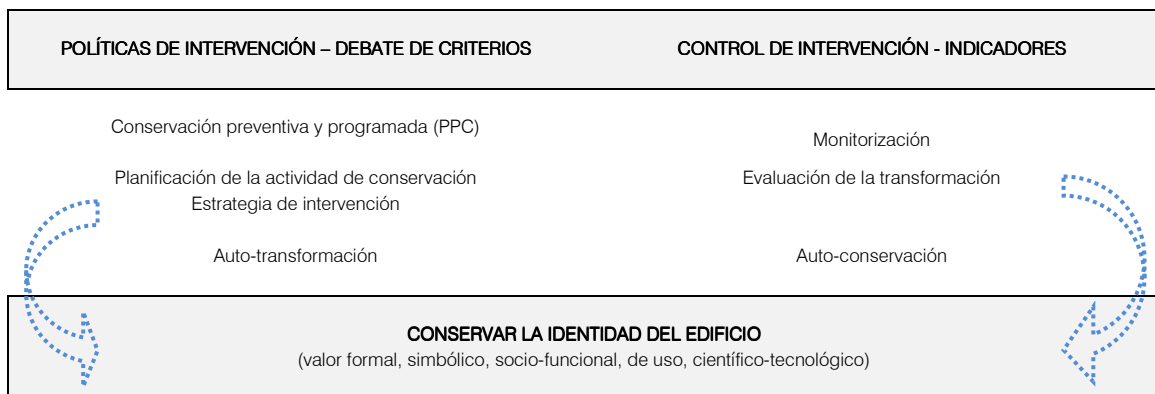 POLÍTICAS DE INTERVENCIÓN – DEBATE DE CRITERIOS
CONTROL DE INTERVENCIÓN - INDICADORES
Conservación preventiva y programada (PPC)
Planificación de la actividad de conservación
Estrategia de intervención
Auto-transformación
Monitorización
Evaluación de la transformación
Auto-conservación
CONSERVAR LA IDENTIDAD DEL EDIFICIO
(valor formal, simbólico, socio-funcional, de uso, científico-tecnológico)